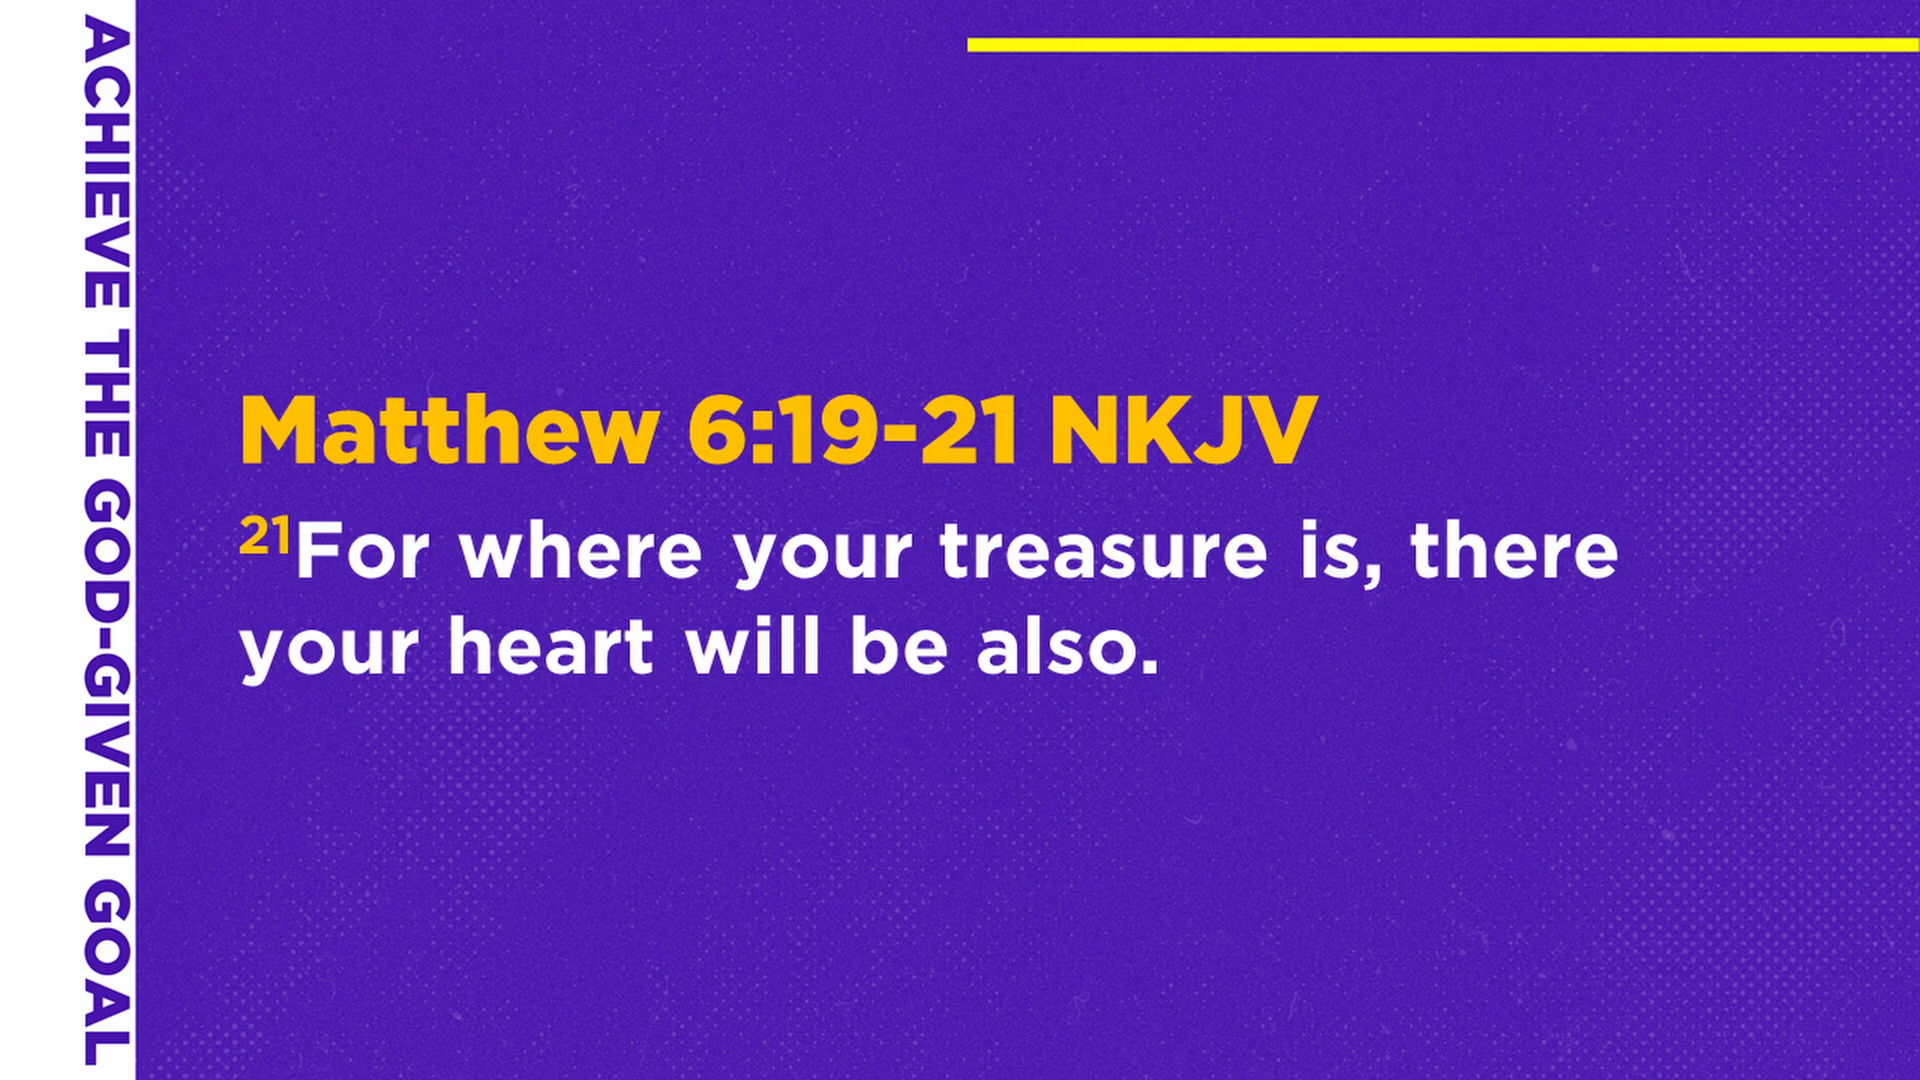 ACHIEVE THE GOD-GIVEN GOAL
Matthew 6:19-21 NKJV
21For where your treasure is, there
your heart will be also.